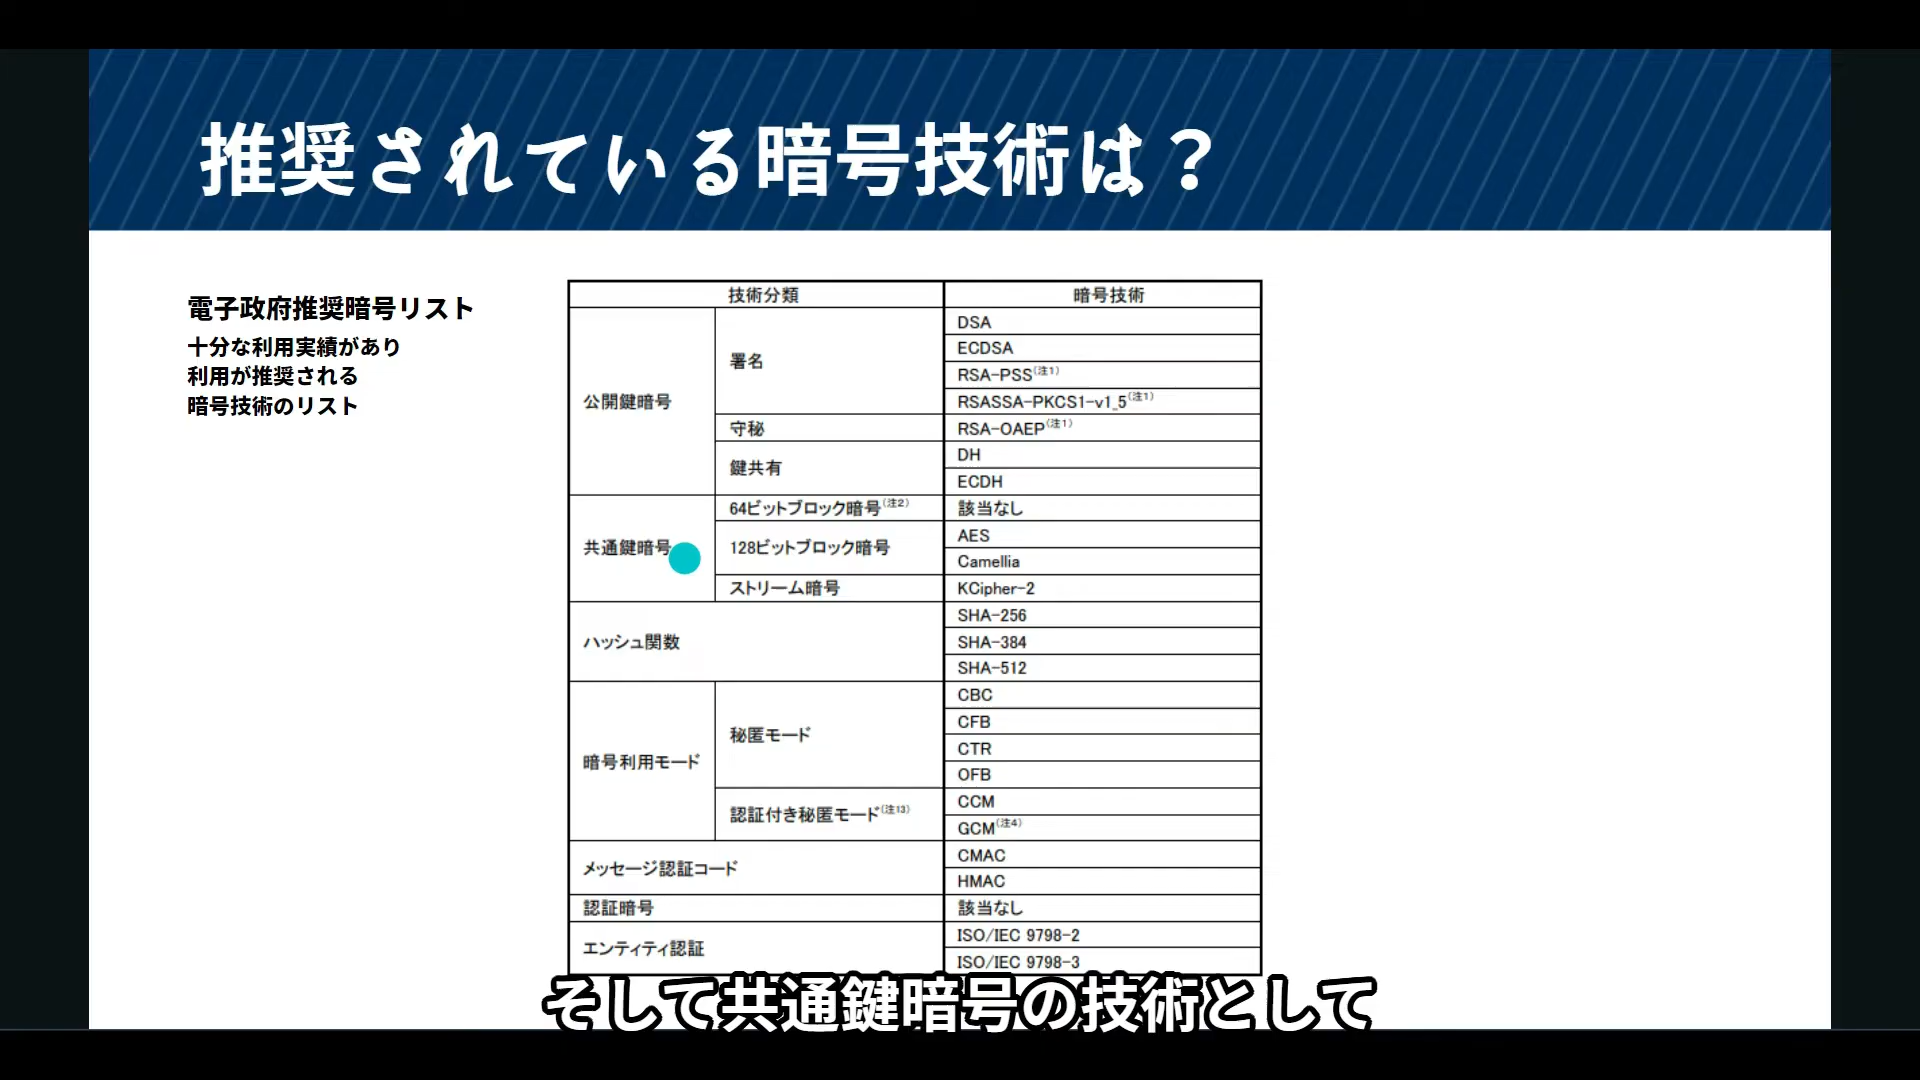 推奨されている暗号技術は？
電子政府推奨暗号リスト
十分な利用実績があり
利用が推奨される
暗号技術のリスト
技術分類 暗号技術
公開鍵暗号 署名 DSA
ECDSA
RSA-PSS(注1)
RSASSA-PKCS1-v1_5(注1)
守秘 RSA-OAEP(注1)
鍵共有 DH
ECDH
共通鍵暗号 64ビットブロック暗号(注2) 該当なし
128ビットブロック暗号 AES
Camellia
ストリーム暗号 KCipher-2
ハッシュ関数 SHA-256
SHA-384
SHA-512
暗号利用モード 秘匿モード CBC
CFB
CTR
OFB
認証付き秘匿モード(注13) CCM
GCM(注4)
メッセージ認証コード CMAC
HMAC
認証暗号 該当なし
エンティティ認証 ISO/IEC 9798-2
ISO/IEC 9798-3
そして共通鍵暗号の技術として